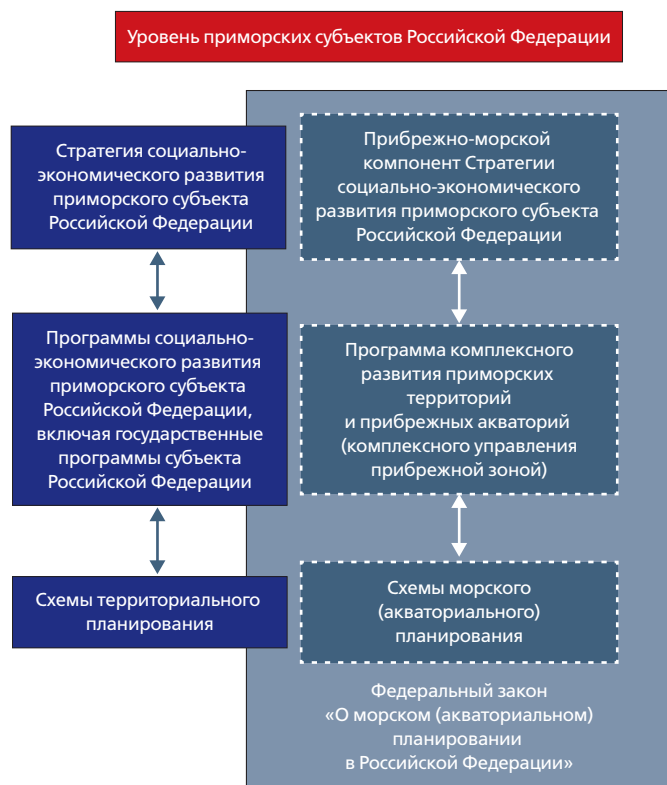 Уровень приморских субъектов Российской Федерации
Стратегия социально-
экономического развития
приморского субъекта
Российской Федерации
Прибрежно-морской
компонент Стратегии
социально-экономического
развития приморского субъекта
Российской Федерации
Программы социально-
экономического развития
приморского субъекта
Российской Федерации,
включая государственные
программы субъекта
Российской Федерации
Программа комплексного
развития приморских
территорий
и прибрежных акваторий
(комплексного управления
прибрежной зоной)
Схемы территориального
планирования
Схемы морского
(акваториального)
планирования
Федеральный закон
«О морском (акваториальном)
планировании
в Российской Федерации»